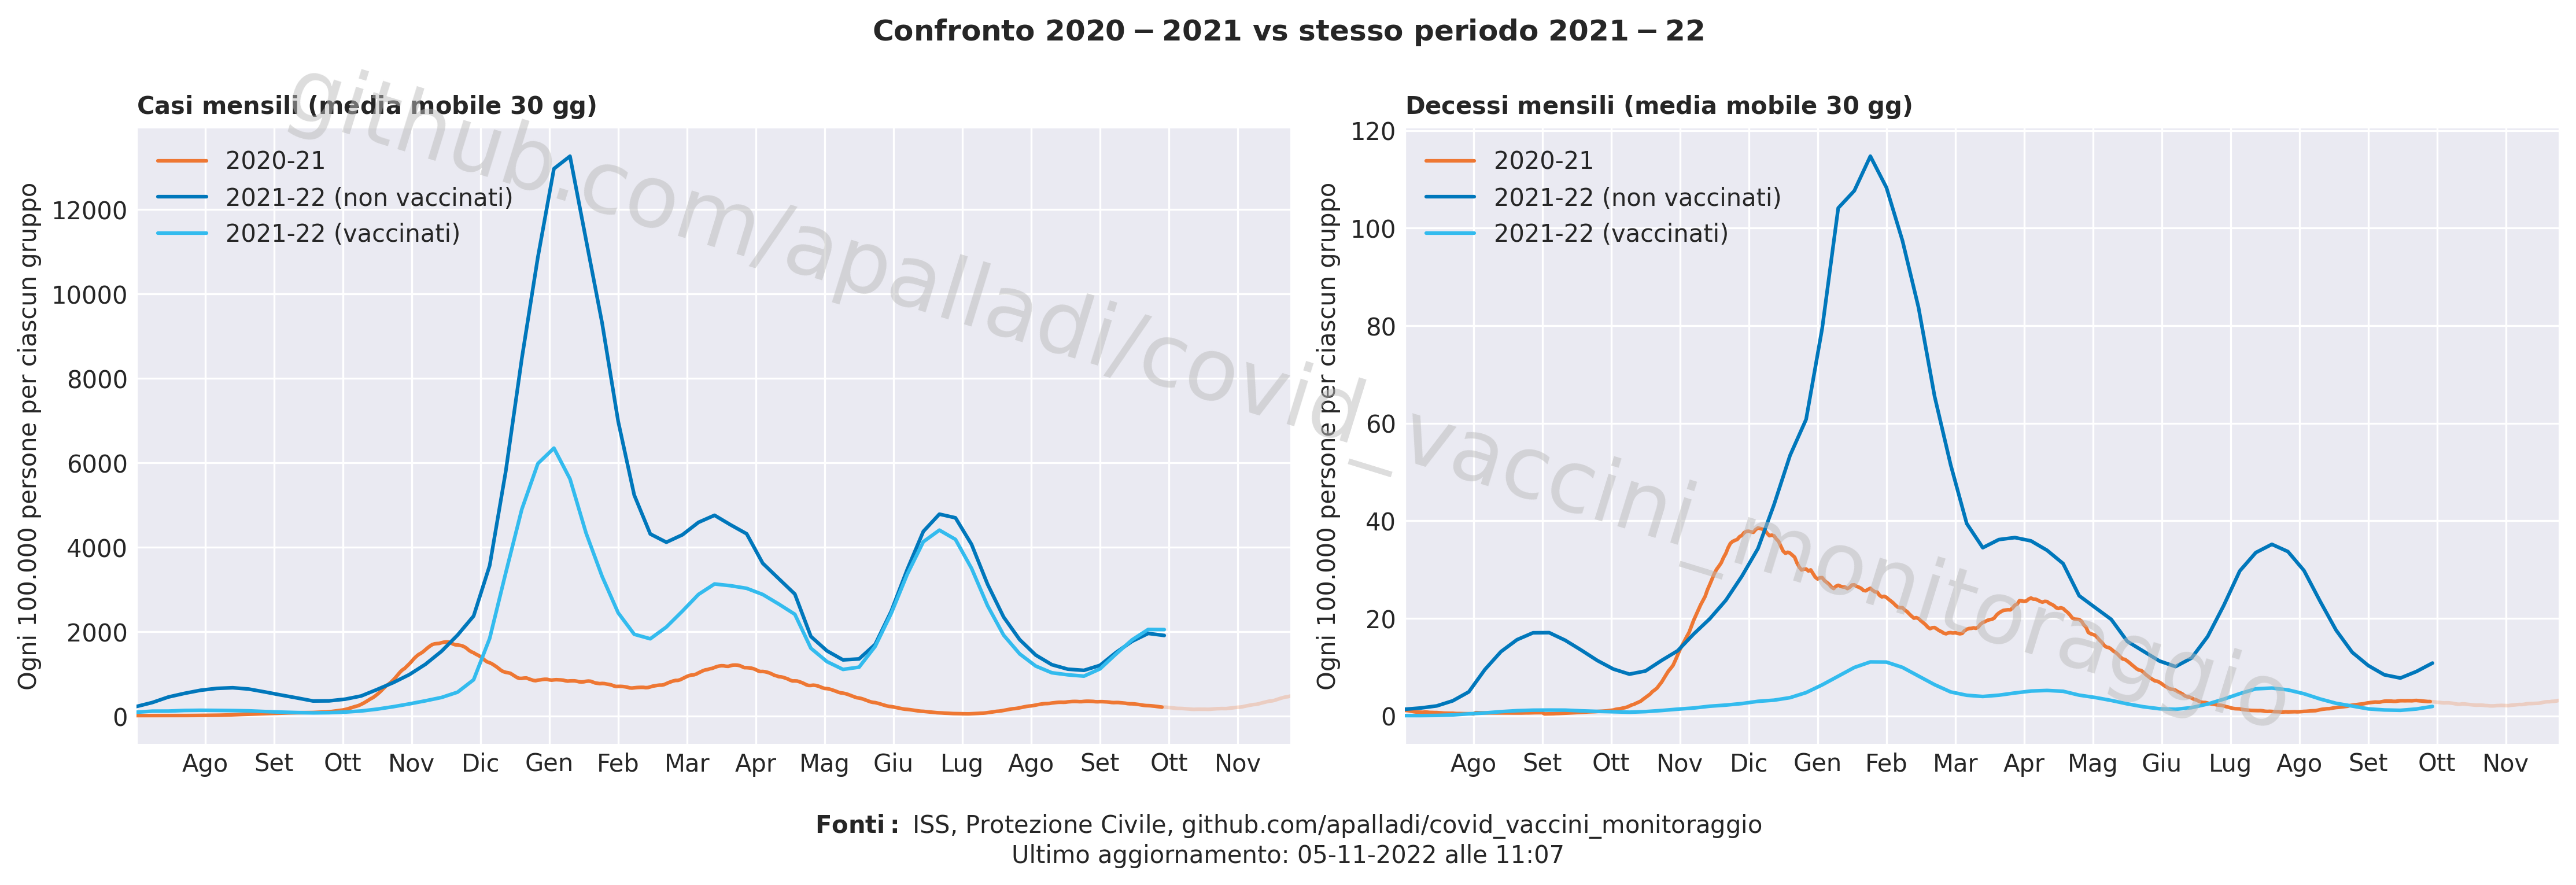 Confronto 2020 − 2021 vs stesso periodo 2021 − 22
Casi mensili (media mobile 30 gg)
Ogni 100.000 persone per ciascun gruppo
12000
10000
8000
6000
4000
2000
0
2020-21
2021-22 (non vaccinati)
2021-22 (vaccinati)
Ago Set Ott Nov Dic Gen Feb Mar Apr Mag Giu Lug Ago Set Ott Nov
Decessi mensili (media mobile 30 gg)
Ogni 100.000 persone per ciascun gruppo
120
100
80
60
40
20
0
2020-21
2021-22 (non vaccinati)
2021-22 (vaccinati)
Ago Set Ott Nov Dic Gen Feb Mar Apr Mag Giu Lug Ago Set Ott Nov
github.com/apalladi/covid_vaccini_monitoraggio
Fonti : ISS, Protezione Civile, github.com/apalladi/covid_vaccini_monitoraggio
Ultimo aggiornamento: 05-11-2022 alle 11:07